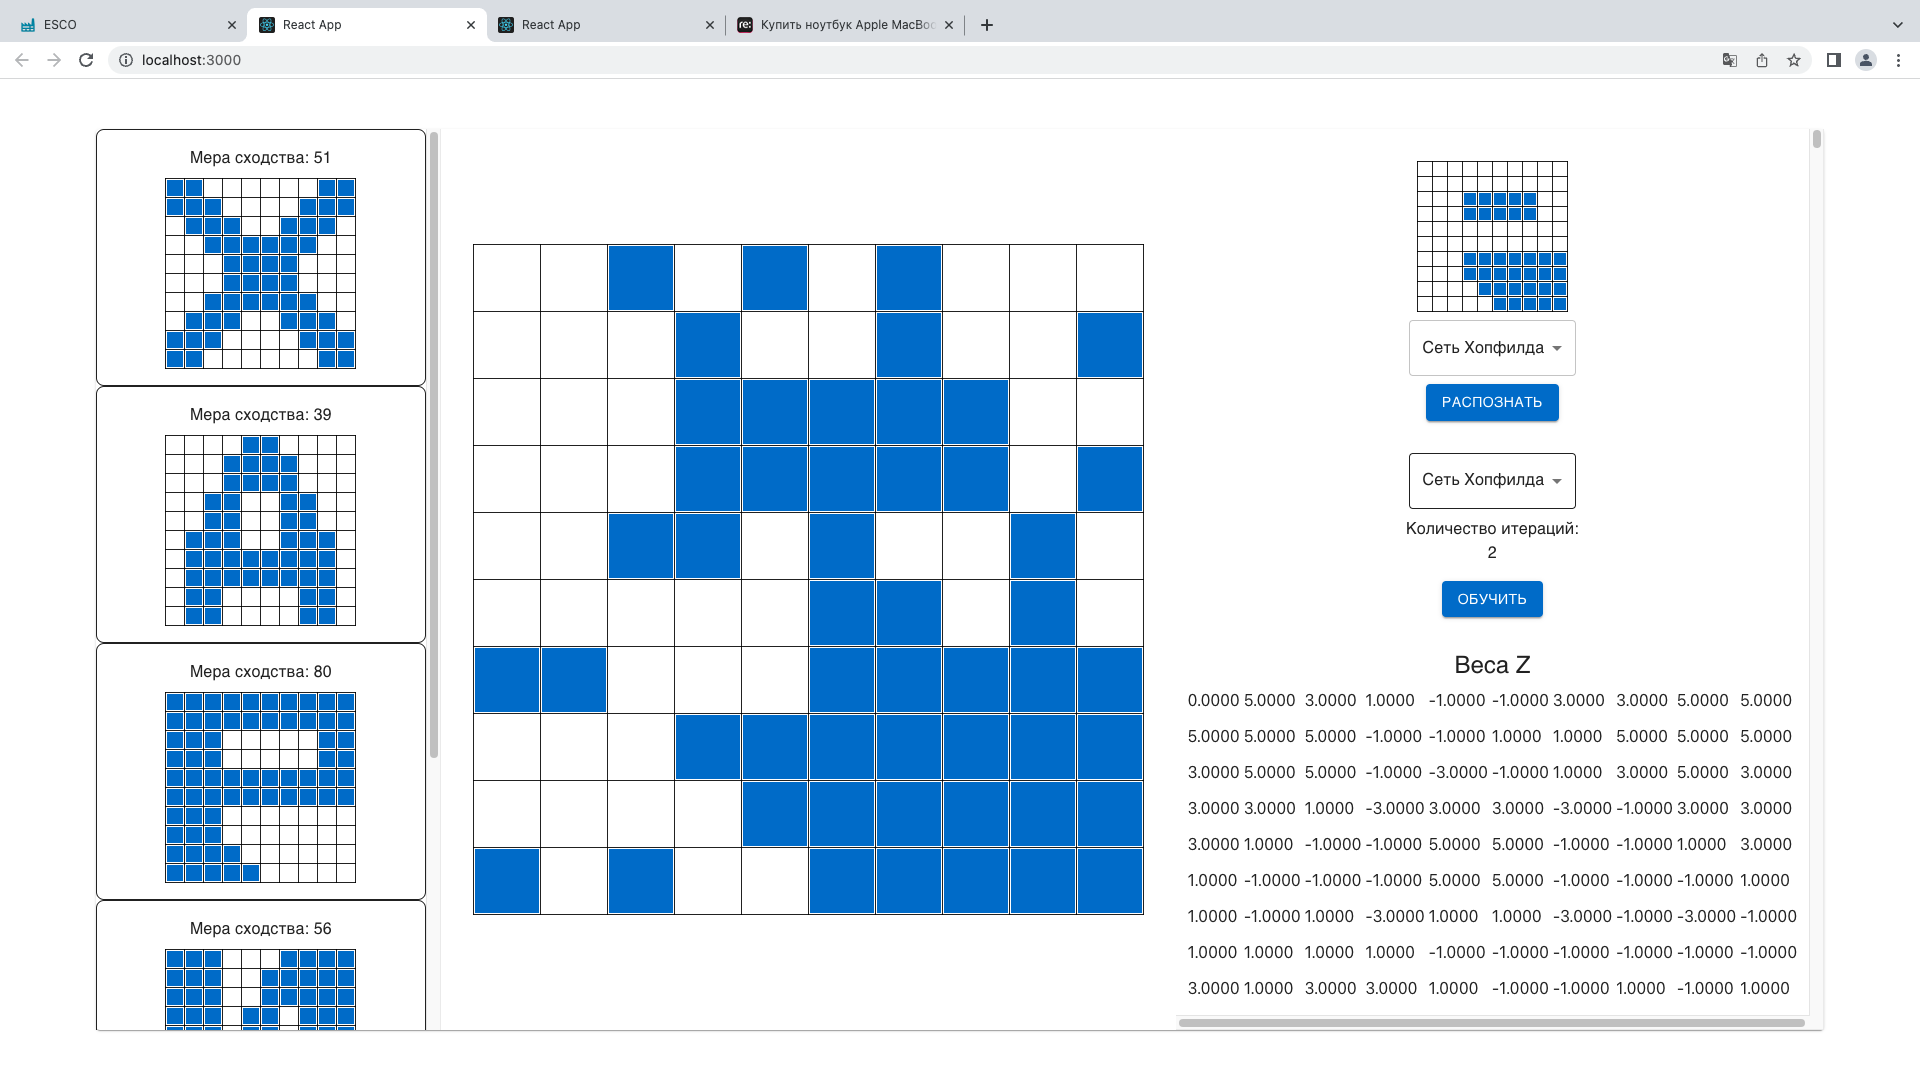 ESCO
React App
React App
Купить ноутбук Apple MacBoo
localhost:3000
Мера сходства: 51
Мера сходства: 39
Мера сходства: 80
Мера сходства: 56
Сеть Хопфилда
РАСПОЗНАТЬ
Сеть Хопфилда
Количество итераций:
2
ОБУЧИТЬ
Веса Z
0.0000 5.0000 3.0000 1.0000 -1.0000 -1.0000 3.0000 3.0000 5.0000 5.0000
5.0000 5.0000 5.0000 -1.0000 -1.0000 1.0000 1.0000 5.0000 5.0000 5.0000
3.0000 5.0000 5.0000 -1.0000 -3.0000 -1.0000 1.0000 3.0000 5.0000 3.0000
3.0000 3.0000 1.0000 -3.0000 3.0000 3.0000 -3.0000 -1.0000 3.0000 3.0000
3.0000 1.0000 -1.0000 -1.0000 5.0000 5.0000 -1.0000 -1.0000 1.0000 3.0000
1.0000 -1.0000 -1.0000 -1.0000 5.0000 5.0000 -1.0000 -1.0000 -1.0000 1.0000
1.0000 -1.0000 1.0000 -3.0000 1.0000 1.0000 -3.0000 -1.0000 -3.0000 -1.0000
1.0000 1.0000 1.0000 1.0000 -1.0000 -1.0000 -1.0000 -1.0000 -1.0000 -1.0000
3.0000 1.0000 3.0000 3.0000 1.0000 -1.0000 -1.0000 1.0000 -1.0000 1.0000